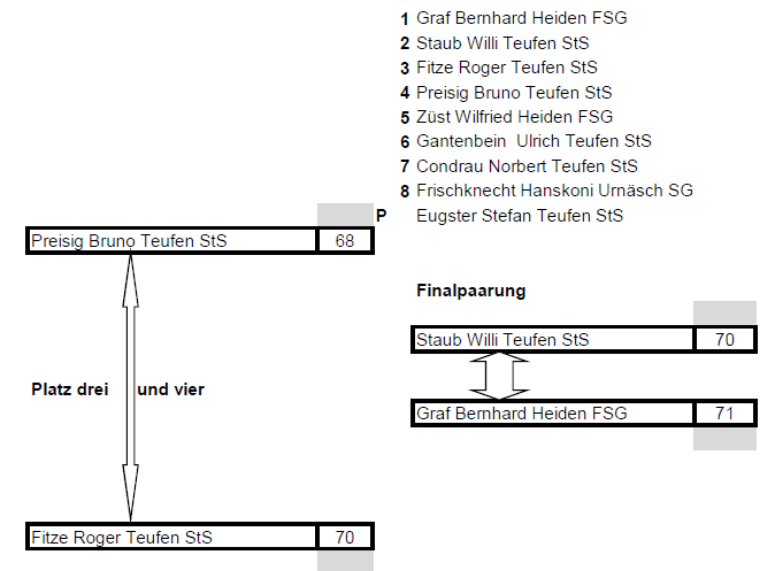 1 Graf Bernhard Heiden FSG
2 Staub Willi Teufen StS
3 Fitze Roger Teufen StS
4 Preisig Bruno Teufen StS
5 Züst Wilfried Heiden FSG
6 Gantenbein Ulrich Teufen StS
7 Condrau Norbert Teufen StS
8 Frischknecht Hanskoni Urnäsch SG
P Eugster Stefan Teufen StS
Preisig Bruno Teufen StS 68
Finalpaarung
Staub Willi Teufen StS 70
Platz drei und vier
Graf Bernhard Heiden FSG 71
Fitze Roger Teufen StS 70